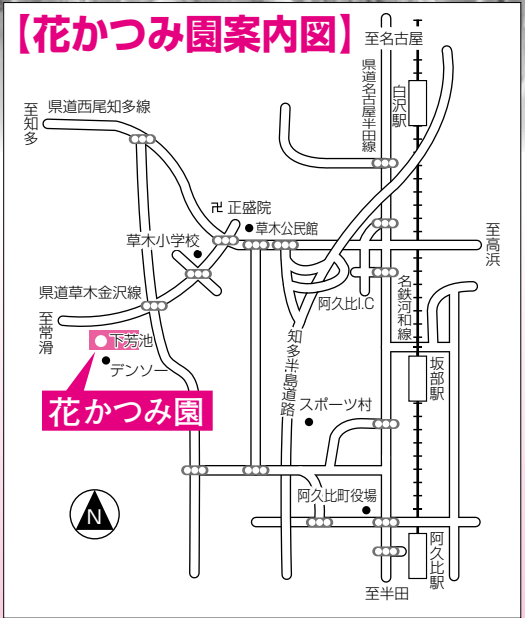 【花かつみ園案内図】
至名古屋
県道名古屋半田線
白沢駅
至知多
県道西尾知多線
卍 正盛院
草木公民館
草木小学校
至高浜
県道草木金沢線
阿久比I.C
名鉄河和線
至常滑
下芳池
デンソー
知多半島道路
坂部駅
花かつみ園
スポーツ村
阿久比町役場
N
阿久比駅
至半田